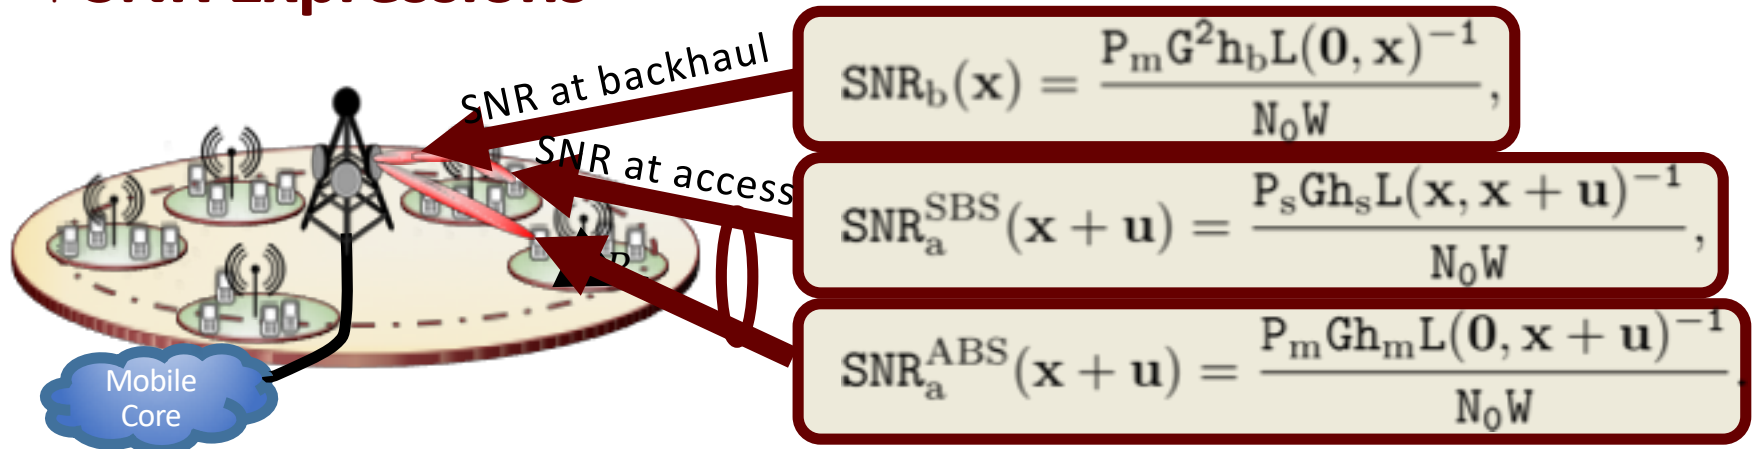 SNR at backhaul
SNR_b(x) = P_m G^2 h_b L(0, x)^{-1} / N_0 W,
SNR at access
SNR_a^{SBS}(x + u) = P_s G h_s L(x, x + u)^{-1} / N_0 W,
SNR_a^{ABS}(x + u) = P_m G h_m L(0, x + u)^{-1} / N_0 W.
Mobile
Core